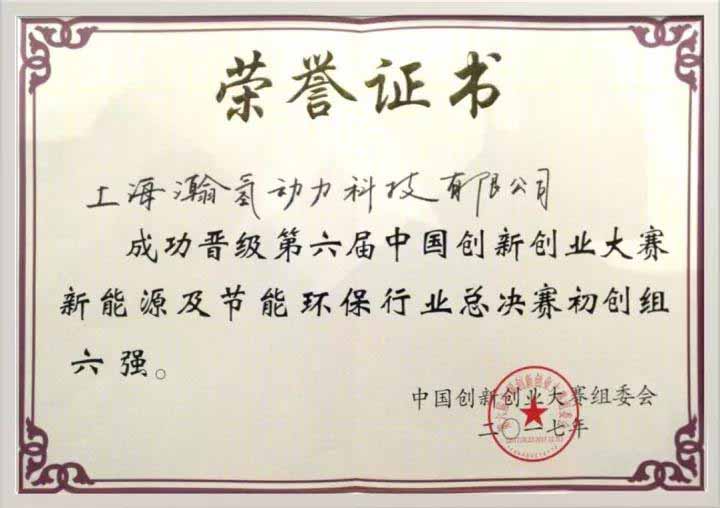 荣誉证书
上海瀚氢动力科技有限公司
成功晋级第六届中国创新创业大赛
新能源及节能环保行业总决赛初创组
六强。
中国创新创业大赛组委会
二〇一七年